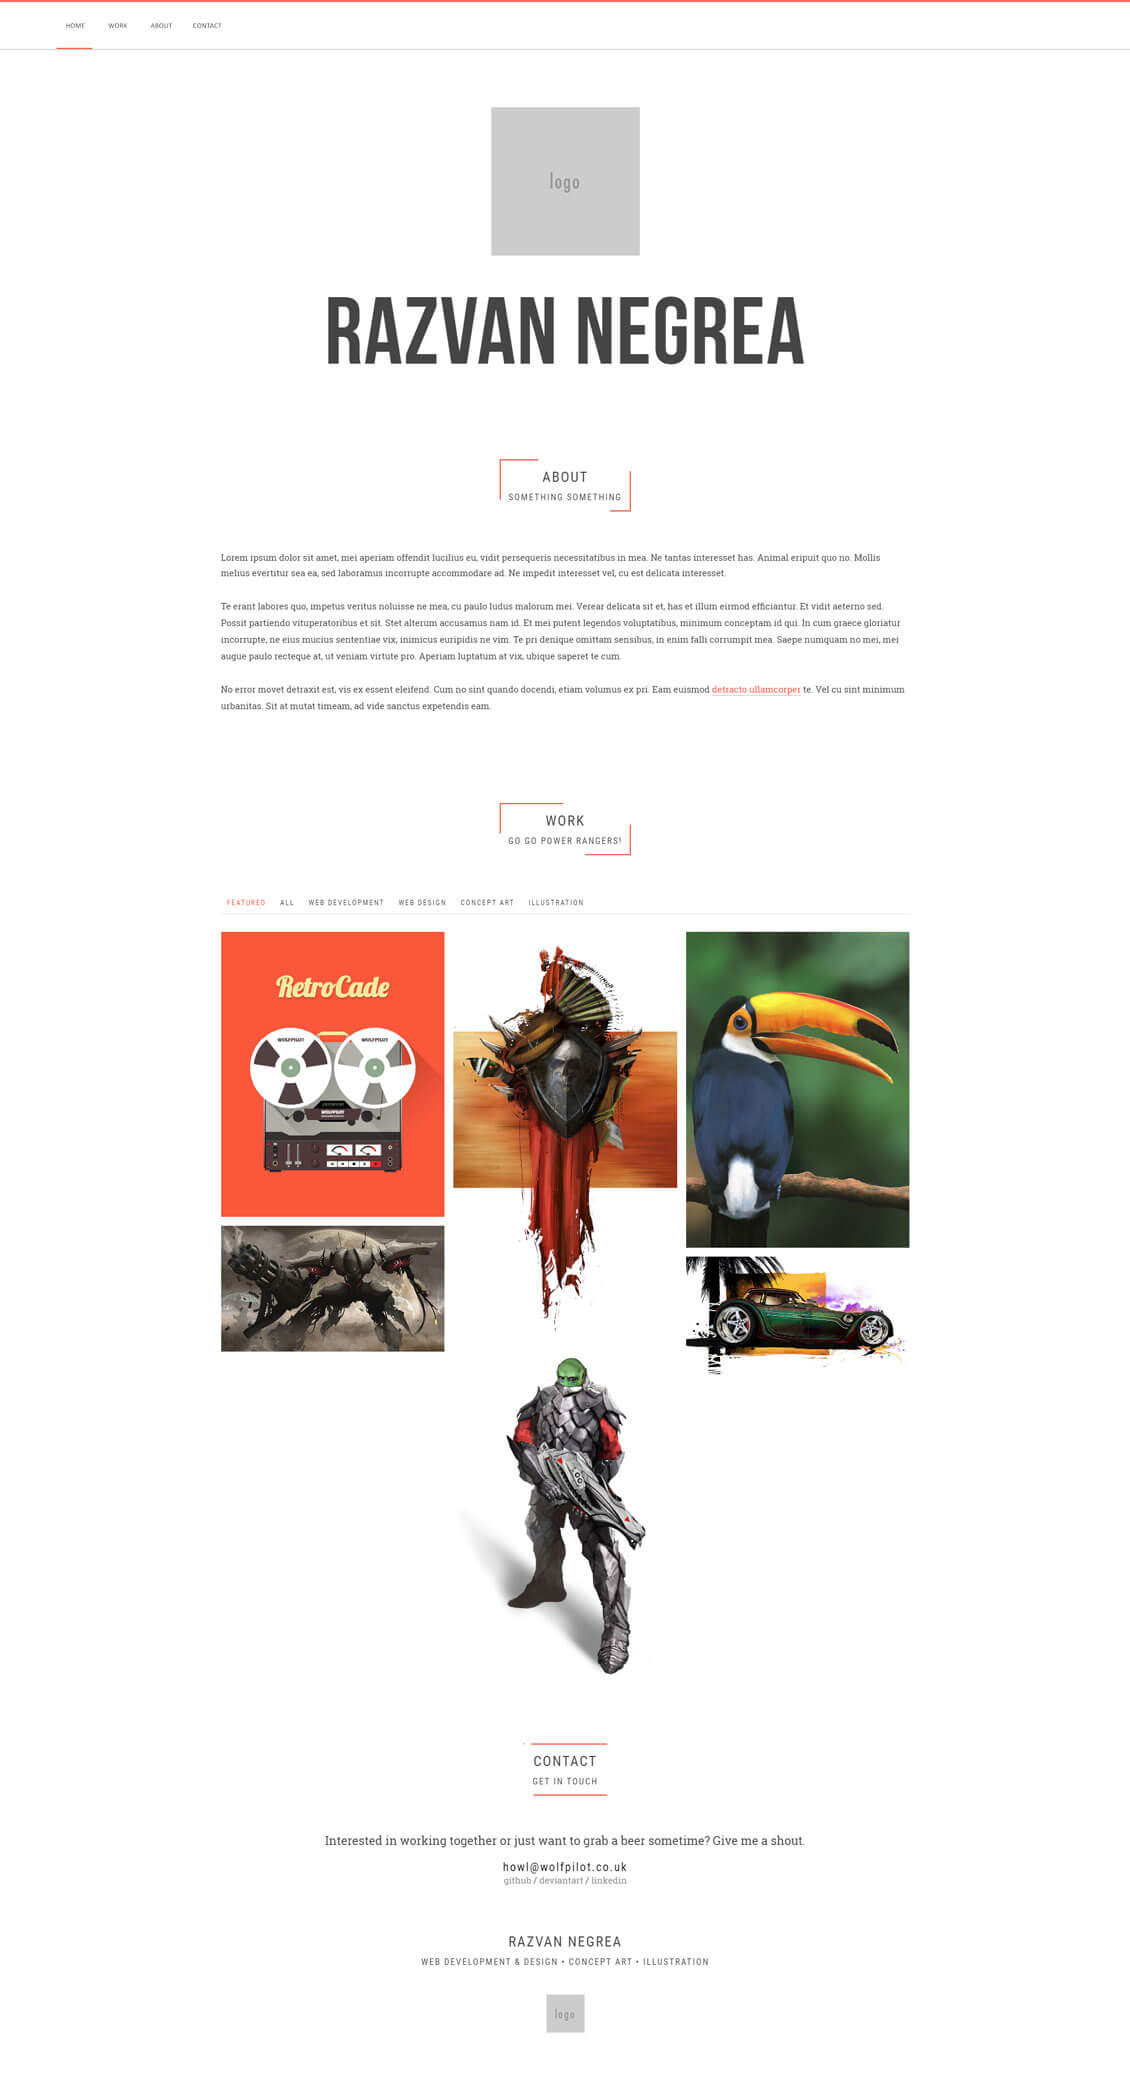 HOME WORK ABOUT CONTACT
logo
RAZVAN NEGREA
ABOUT
SOMETHING SOMETHING
Lorem ipsum dolor sit amet, mei aperiam offendit lucilius eu, vidit persequeris necessitatibus in mea. Ne tantas interesset has. Animal eripuit quo no. Mollis
melius evertitur sea ea, sed laboramus incorrupte accommodare ad. Ne impedit interesset vel, cu est delicata interesset.
Te erant labores quo, impetus veritus noluisse ne mea, cu paulo ludus malorum mei. Verear delicata sit et, has et illum eirmod efficiantur. Et vidit aeterno sed.
Possit partiendo vituperatoribus et sit. Stet alterum accusamus nam id. Et mei putent legendos voluptatibus, minimum conceptam id qui. In cum graece gloriatur
incorrupte, ne eius mucius sententiae vix, inimicus euripidis ne vim. Te pri denique omittam sensibus, in enim falli corrumpit mea. Saepe numquam no mei, mei
augue paulo recteque at, ut veniam virtute pro. Aperiam luptatum at vix, ubique saperet te cum.
No error movet detraxit est, vis ex essent eleifend. Cum no sint quando docendi, etiam volumus ex pri. Eam euismod detracto ullamcorper te. Vel cu sint minimum
urbanitas. Sit at mutat timeam, ad vide sanctus expetendis eam.
WORK
GO GO POWER RANGERS!
FEATURED ALL WEB DEVELOPMENT WEB DESIGN CONCEPT ART ILLUSTRATION
RetroCade
WOLFPILOT WOLFPILOT
WOLFPILOT
CONTACT
GET IN TOUCH
Interested in working together or just want to grab a beer sometime? Give me a shout.
howl@wolfpilot.co.uk
github / deviantart / linkedin
RAZVAN NEGREA
WEB DEVELOPMENT & DESIGN • CONCEPT ART • ILLUSTRATION
logo